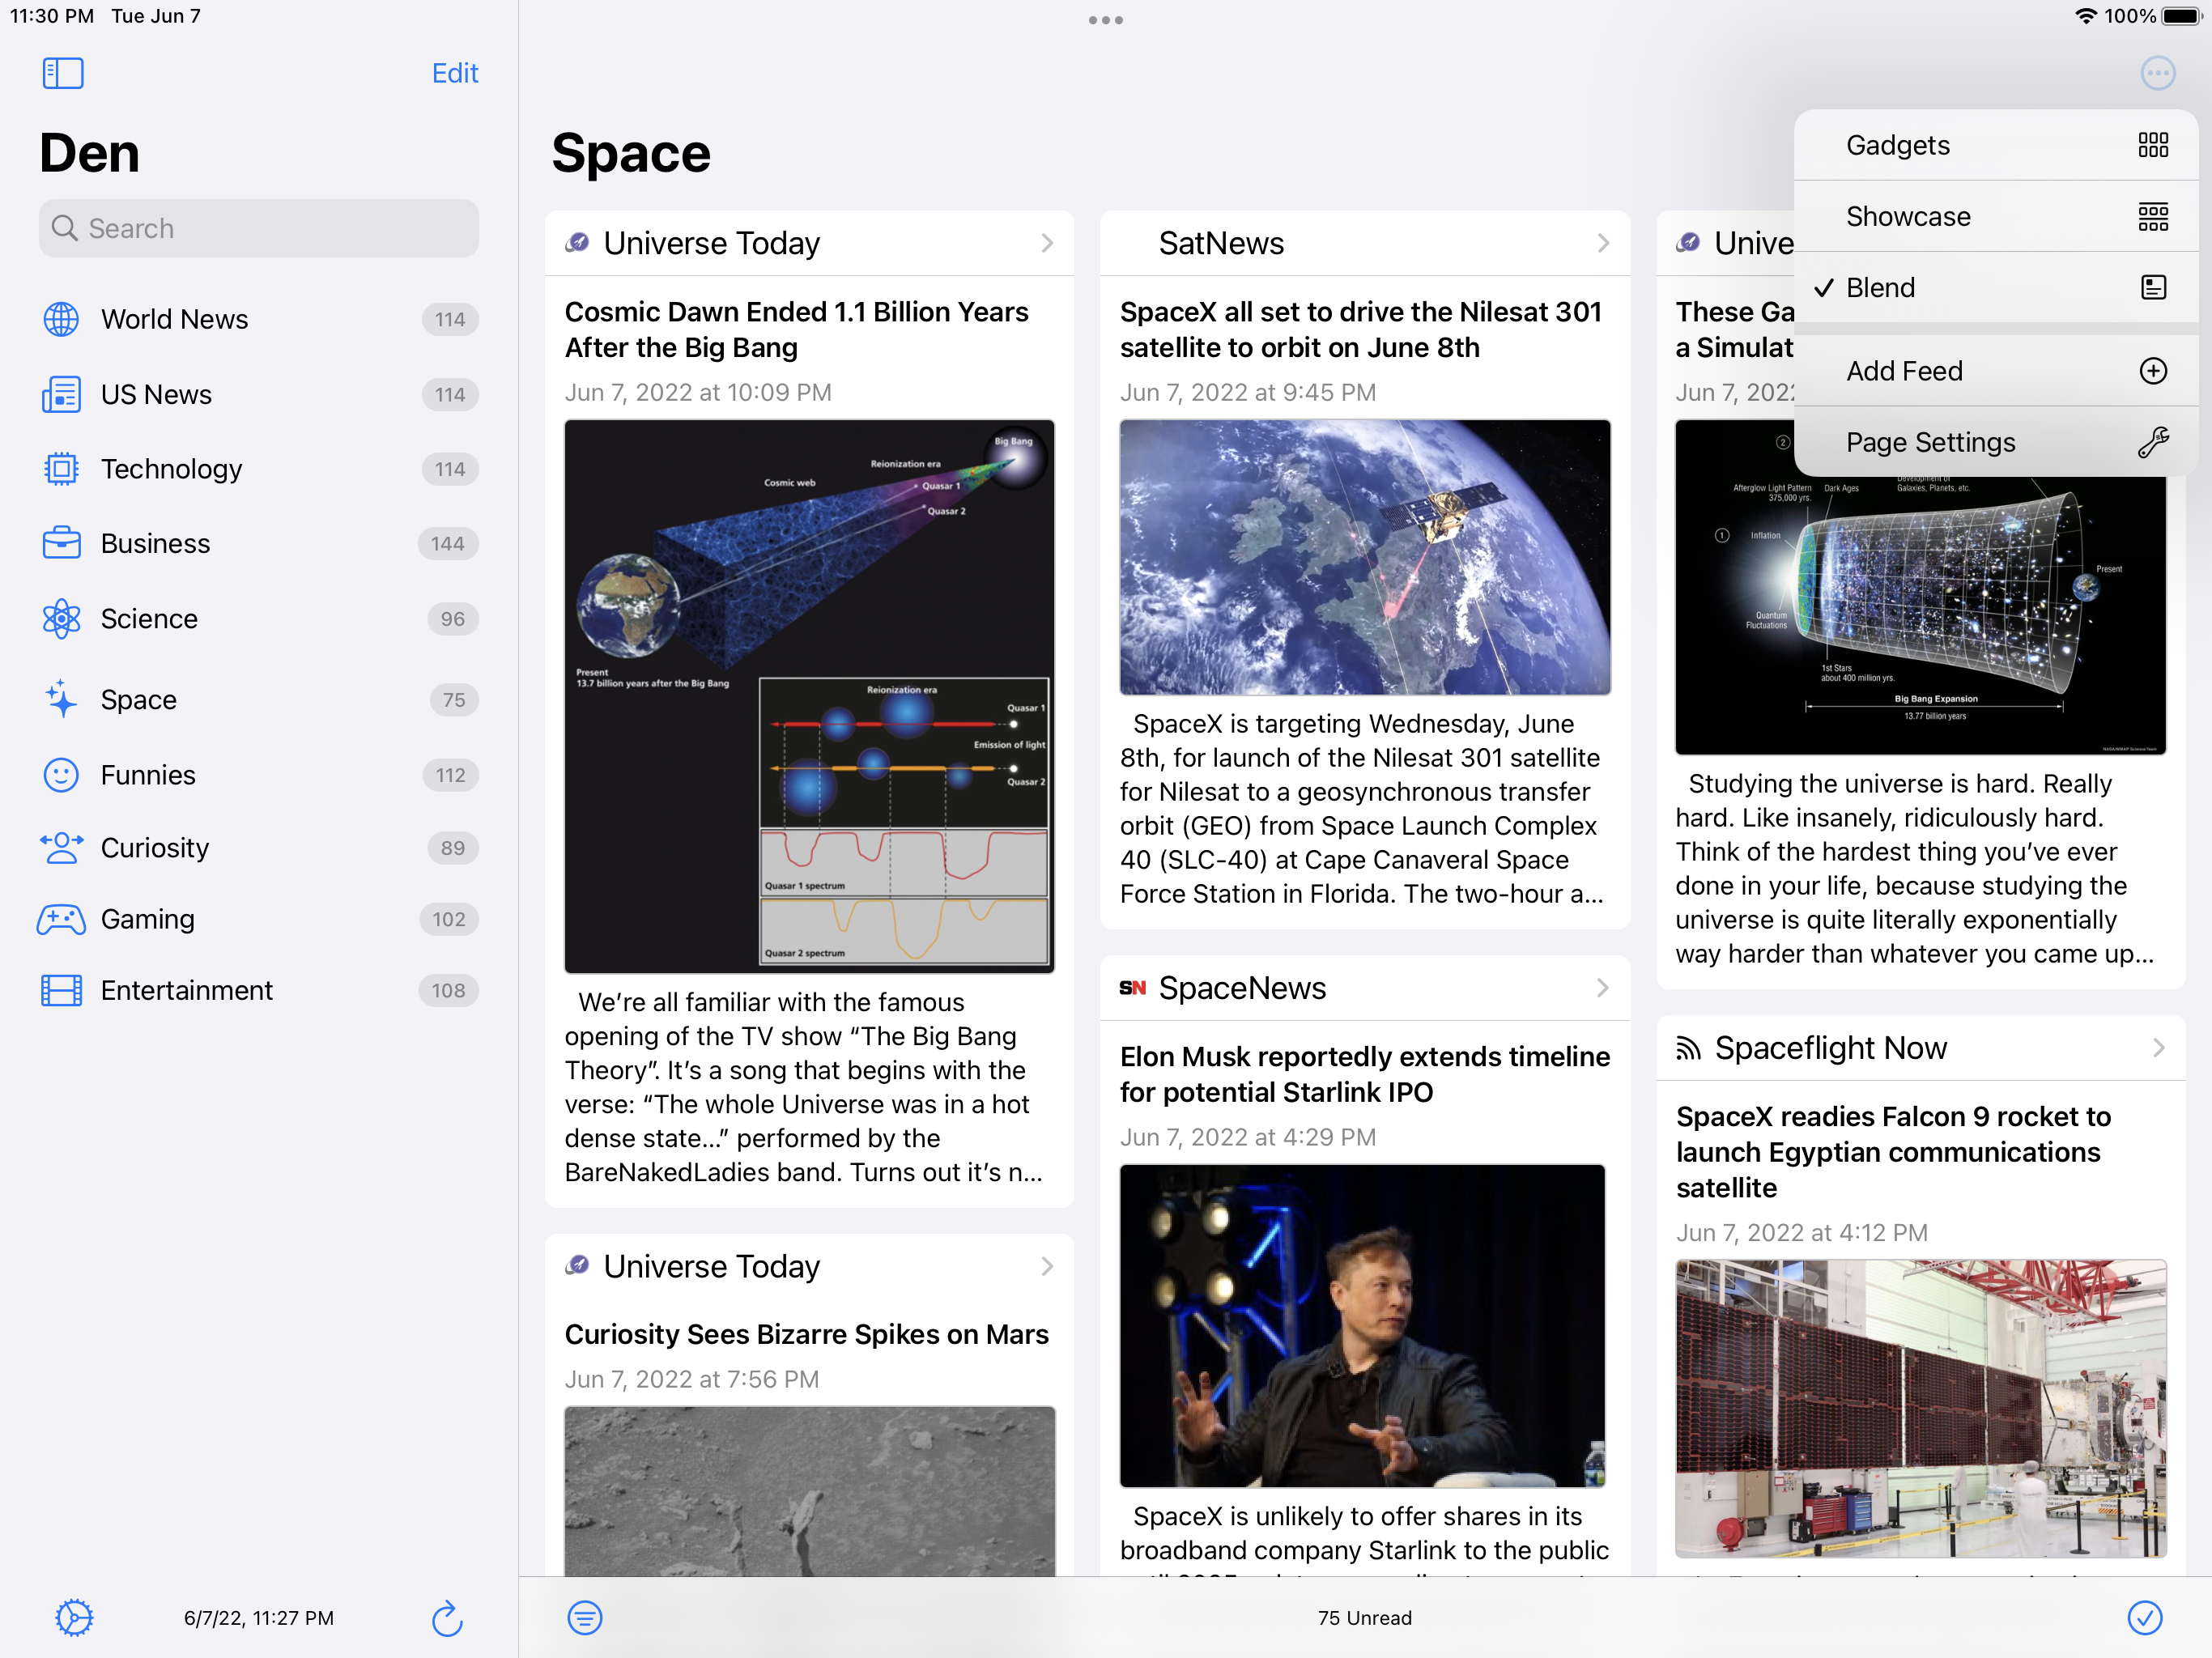 11:30 PM Tue Jun 7
100%
Edit
Den
Search
World News 114
US News 114
Technology 114
Business 144
Science 96
Space 75
Funnies 112
Curiosity 89
Gaming 102
Entertainment 108
6/7/22, 11:27 PM
Space
Universe Today
Cosmic Dawn Ended 1.1 Billion Years
After the Big Bang
Jun 7, 2022 at 10:09 PM
Big Bang
Reionization era
Cosmic web
Quasar 1
Quasar 2
Present
13.7 billion years after the Big Bang
Reionization era
Quasar 1
Emission of light
Quasar 2
Quasar 1 spectrum
Quasar 2 spectrum
We’re all familiar with the famous
opening of the TV show “The Big Bang
Theory”. It’s a song that begins with the
verse: “The whole Universe was in a hot
dense state…” performed by the
BareNakedLadies band. Turns out it’s n...
Universe Today
Curiosity Sees Bizarre Spikes on Mars
Jun 7, 2022 at 7:56 PM
SatNews
SpaceX all set to drive the Nilesat 301
satellite to orbit on June 8th
Jun 7, 2022 at 9:45 PM
SpaceX is targeting Wednesday, June
8th, for launch of the Nilesat 301 satellite
for Nilesat to a geosynchronous transfer
orbit (GEO) from Space Launch Complex
40 (SLC-40) at Cape Canaveral Space
Force Station in Florida. The two-hour a...
SN SpaceNews
Elon Musk reportedly extends timeline
for potential Starlink IPO
Jun 7, 2022 at 4:29 PM
SpaceX is unlikely to offer shares in its
broadband company Starlink to the public
Unive
These Ga
a Simulat
Jun 7, 202
2
Afterglow Light Pattern
375,000 yrs.
Dark Ages
Development of
Galaxies, Planets, etc.
1
Inflation
Quantum
Fluctuations
Present
1st Stars
about 400 million yrs.
Big Bang Expansion
13.77 billion years
Studying the universe is hard. Really
hard. Like insanely, ridiculously hard.
Think of the hardest thing you’ve ever
done in your life, because studying the
universe is quite literally exponentially
way harder than whatever you came up...
Spaceflight Now
SpaceX readies Falcon 9 rocket to
launch Egyptian communications
satellite
Jun 7, 2022 at 4:12 PM
Gadgets
Showcase
Blend
Add Feed
Page Settings
75 Unread